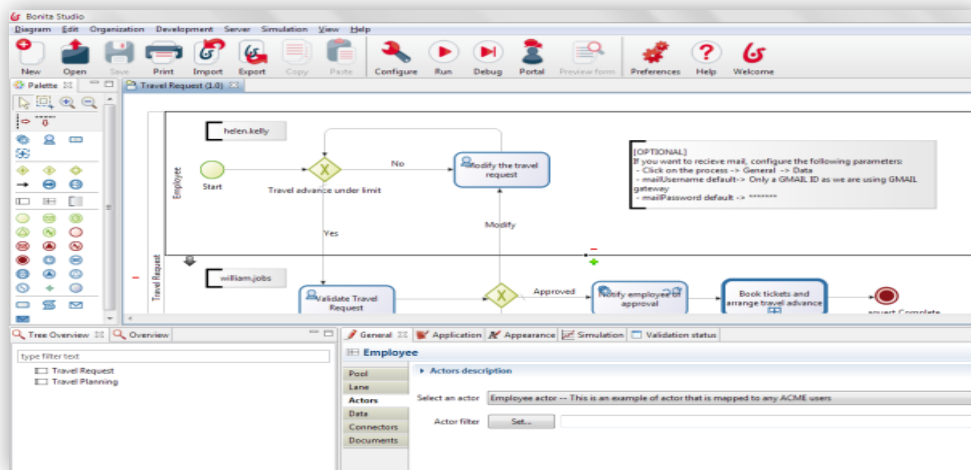 Bonita Studio
Diagram Edit Organization Development Server Simulation View Help
New Open Save Print Import Export Copy Paste Configure Run Debug Portal Preview form Preferences Help Welcome
Palette
Travel Request (1.0)
helen.kelly
Employee
Start
Travel advance under limit
No
Modify the travel
request
[OPTIONAL]
If you want to recieve mail, configure the following parameters:
- Click on the process -> General -> Data
- mailUsername default-> Only a GMAIL ID as we are using GMAIL
gateway
- mailPassword default -> *******
Yes
Modify
Travel Request
william.jobs
Validate Travel
Request
Approved
Notify employee of
approval
Book tickets and
arrange travel advance
quest Complete
Tree Overview Overview
type filter text
Travel Request
Travel Planning
General Application Appearance Simulation Validation status
Employee
Pool
Lane
Actors
Data
Connectors
Documents
Actors description
Select an actor Employee actor -- This is an example of actor that is mapped to any ACME users
Actor filter Set...